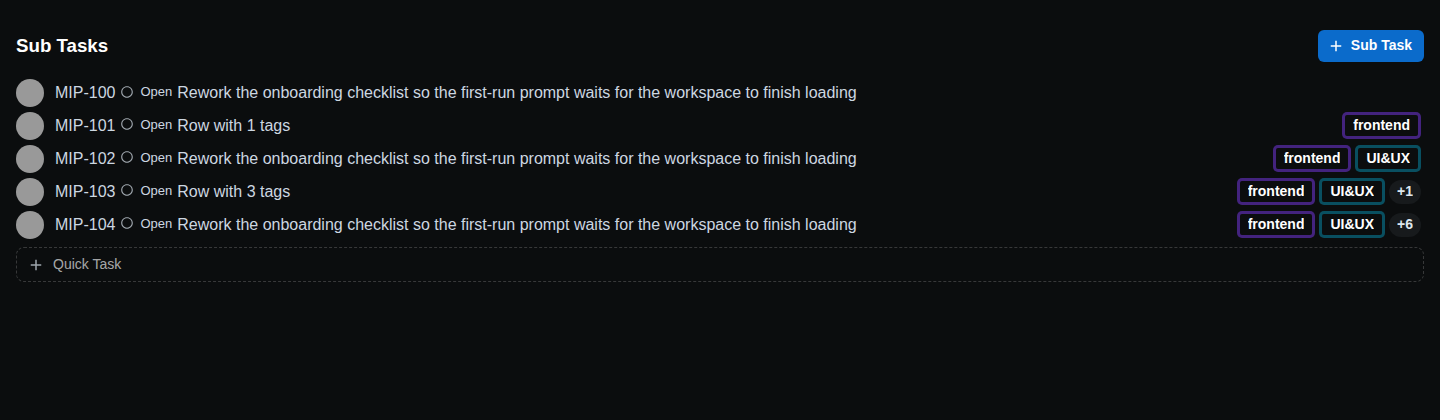 Sub Tasks
+ Sub Task
MIP-100 Open Rework the onboarding checklist so the first-run prompt waits for the workspace to finish loading
MIP-101 Open Row with 1 tags frontend
MIP-102 Open Rework the onboarding checklist so the first-run prompt waits for the workspace to finish loading frontend UI&UX
MIP-103 Open Row with 3 tags frontend UI&UX +1
MIP-104 Open Rework the onboarding checklist so the first-run prompt waits for the workspace to finish loading frontend UI&UX +6
+ Quick Task